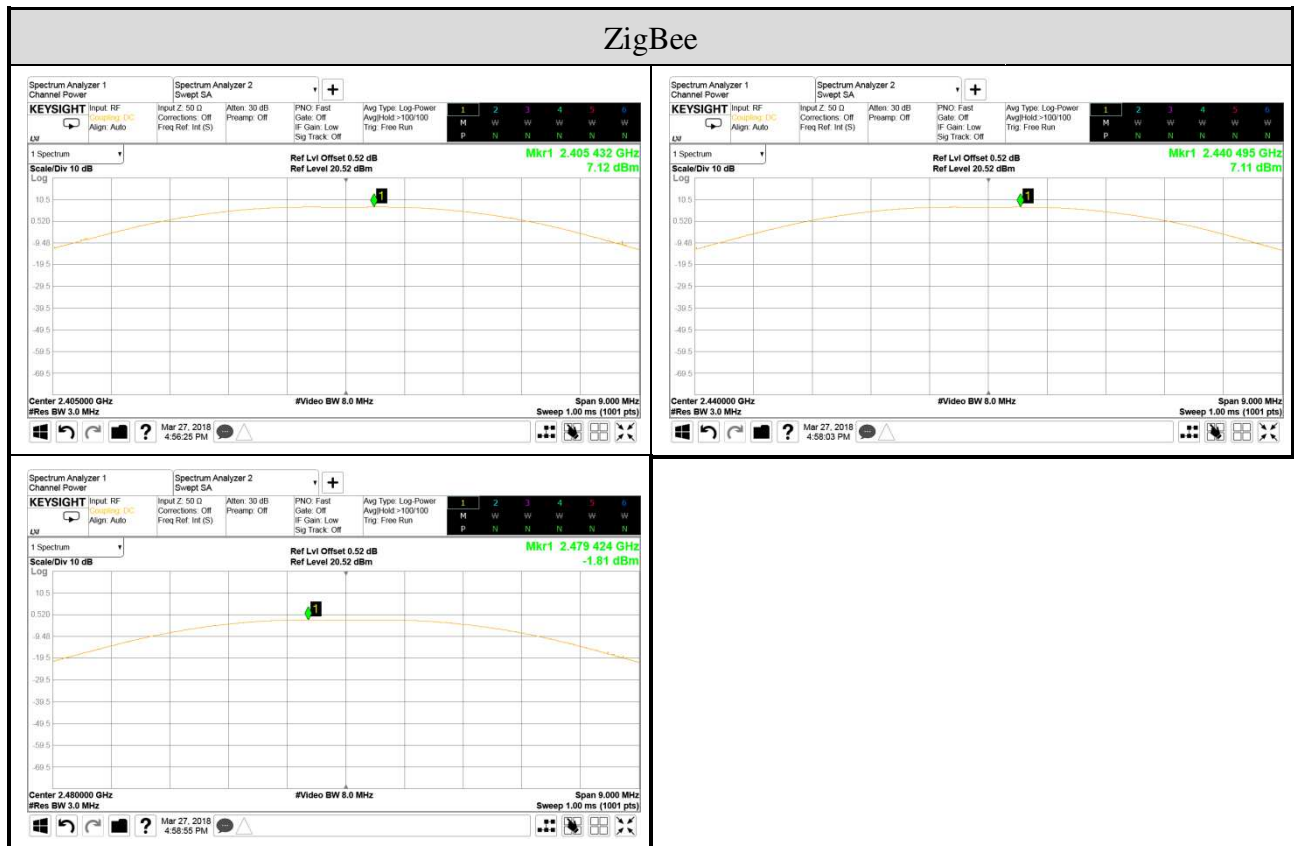 ZigBee
Spectrum Analyzer 1
Channel Power
Spectrum Analyzer 2
Swept SA
+
KEYSIGHT Input: RF
Coupling: DC
Align: Auto
Input Z: 50 Ω
Corrections: Off
Freq Ref: Int (S)
Atten: 30 dB
Preamp: Off
PNO: Fast
Gate: Off
IF Gain: Low
Sig Track: Off
Avg Type: Log-Power
Avg|Hold:>100/100
Trig: Free Run
1 2 3 4 5 6
M W W W W W
P N N N N N
LXI
1 Spectrum
Scale/Div 10 dB
Log
Ref Lvl Offset 0.52 dB
Ref Level 20.52 dBm
Mkr1 2.405 432 GHz
7.12 dBm
1
10.5
0.520
-9.48
-19.5
-29.5
-39.5
-49.5
-59.5
-69.5
Center 2.405000 GHz
#Res BW 3.0 MHz
#Video BW 8.0 MHz
Span 9.000 MHz
Sweep 1.00 ms (1001 pts)
?
Mar 27, 2018
4:56:25 PM
Spectrum Analyzer 1
Channel Power
Spectrum Analyzer 2
Swept SA
+
KEYSIGHT Input: RF
Coupling: DC
Align: Auto
Input Z: 50 Ω
Corrections: Off
Freq Ref: Int (S)
Atten: 30 dB
Preamp: Off
PNO: Fast
Gate: Off
IF Gain: Low
Sig Track: Off
Avg Type: Log-Power
Avg|Hold:>100/100
Trig: Free Run
1 2 3 4 5 6
M W W W W W
P N N N N N
LXI
1 Spectrum
Scale/Div 10 dB
Log
Ref Lvl Offset 0.52 dB
Ref Level 20.52 dBm
Mkr1 2.440 495 GHz
7.11 dBm
1
10.5
0.520
-9.48
-19.5
-29.5
-39.5
-49.5
-59.5
-69.5
Center 2.440000 GHz
#Res BW 3.0 MHz
#Video BW 8.0 MHz
Span 9.000 MHz
Sweep 1.00 ms (1001 pts)
?
Mar 27, 2018
4:58:03 PM
Spectrum Analyzer 1
Channel Power
Spectrum Analyzer 2
Swept SA
+
KEYSIGHT Input: RF
Coupling: DC
Align: Auto
Input Z: 50 Ω
Corrections: Off
Freq Ref: Int (S)
Atten: 30 dB
Preamp: Off
PNO: Fast
Gate: Off
IF Gain: Low
Sig Track: Off
Avg Type: Log-Power
Avg|Hold:>100/100
Trig: Free Run
1 2 3 4 5 6
M W W W W W
P N N N N N
LXI
1 Spectrum
Scale/Div 10 dB
Log
Ref Lvl Offset 0.52 dB
Ref Level 20.52 dBm
Mkr1 2.479 424 GHz
-1.81 dBm
1
10.5
0.520
-9.48
-19.5
-29.5
-39.5
-49.5
-59.5
-69.5
Center 2.480000 GHz
#Res BW 3.0 MHz
#Video BW 8.0 MHz
Span 9.000 MHz
Sweep 1.00 ms (1001 pts)
?
Mar 27, 2018
4:58:55 PM